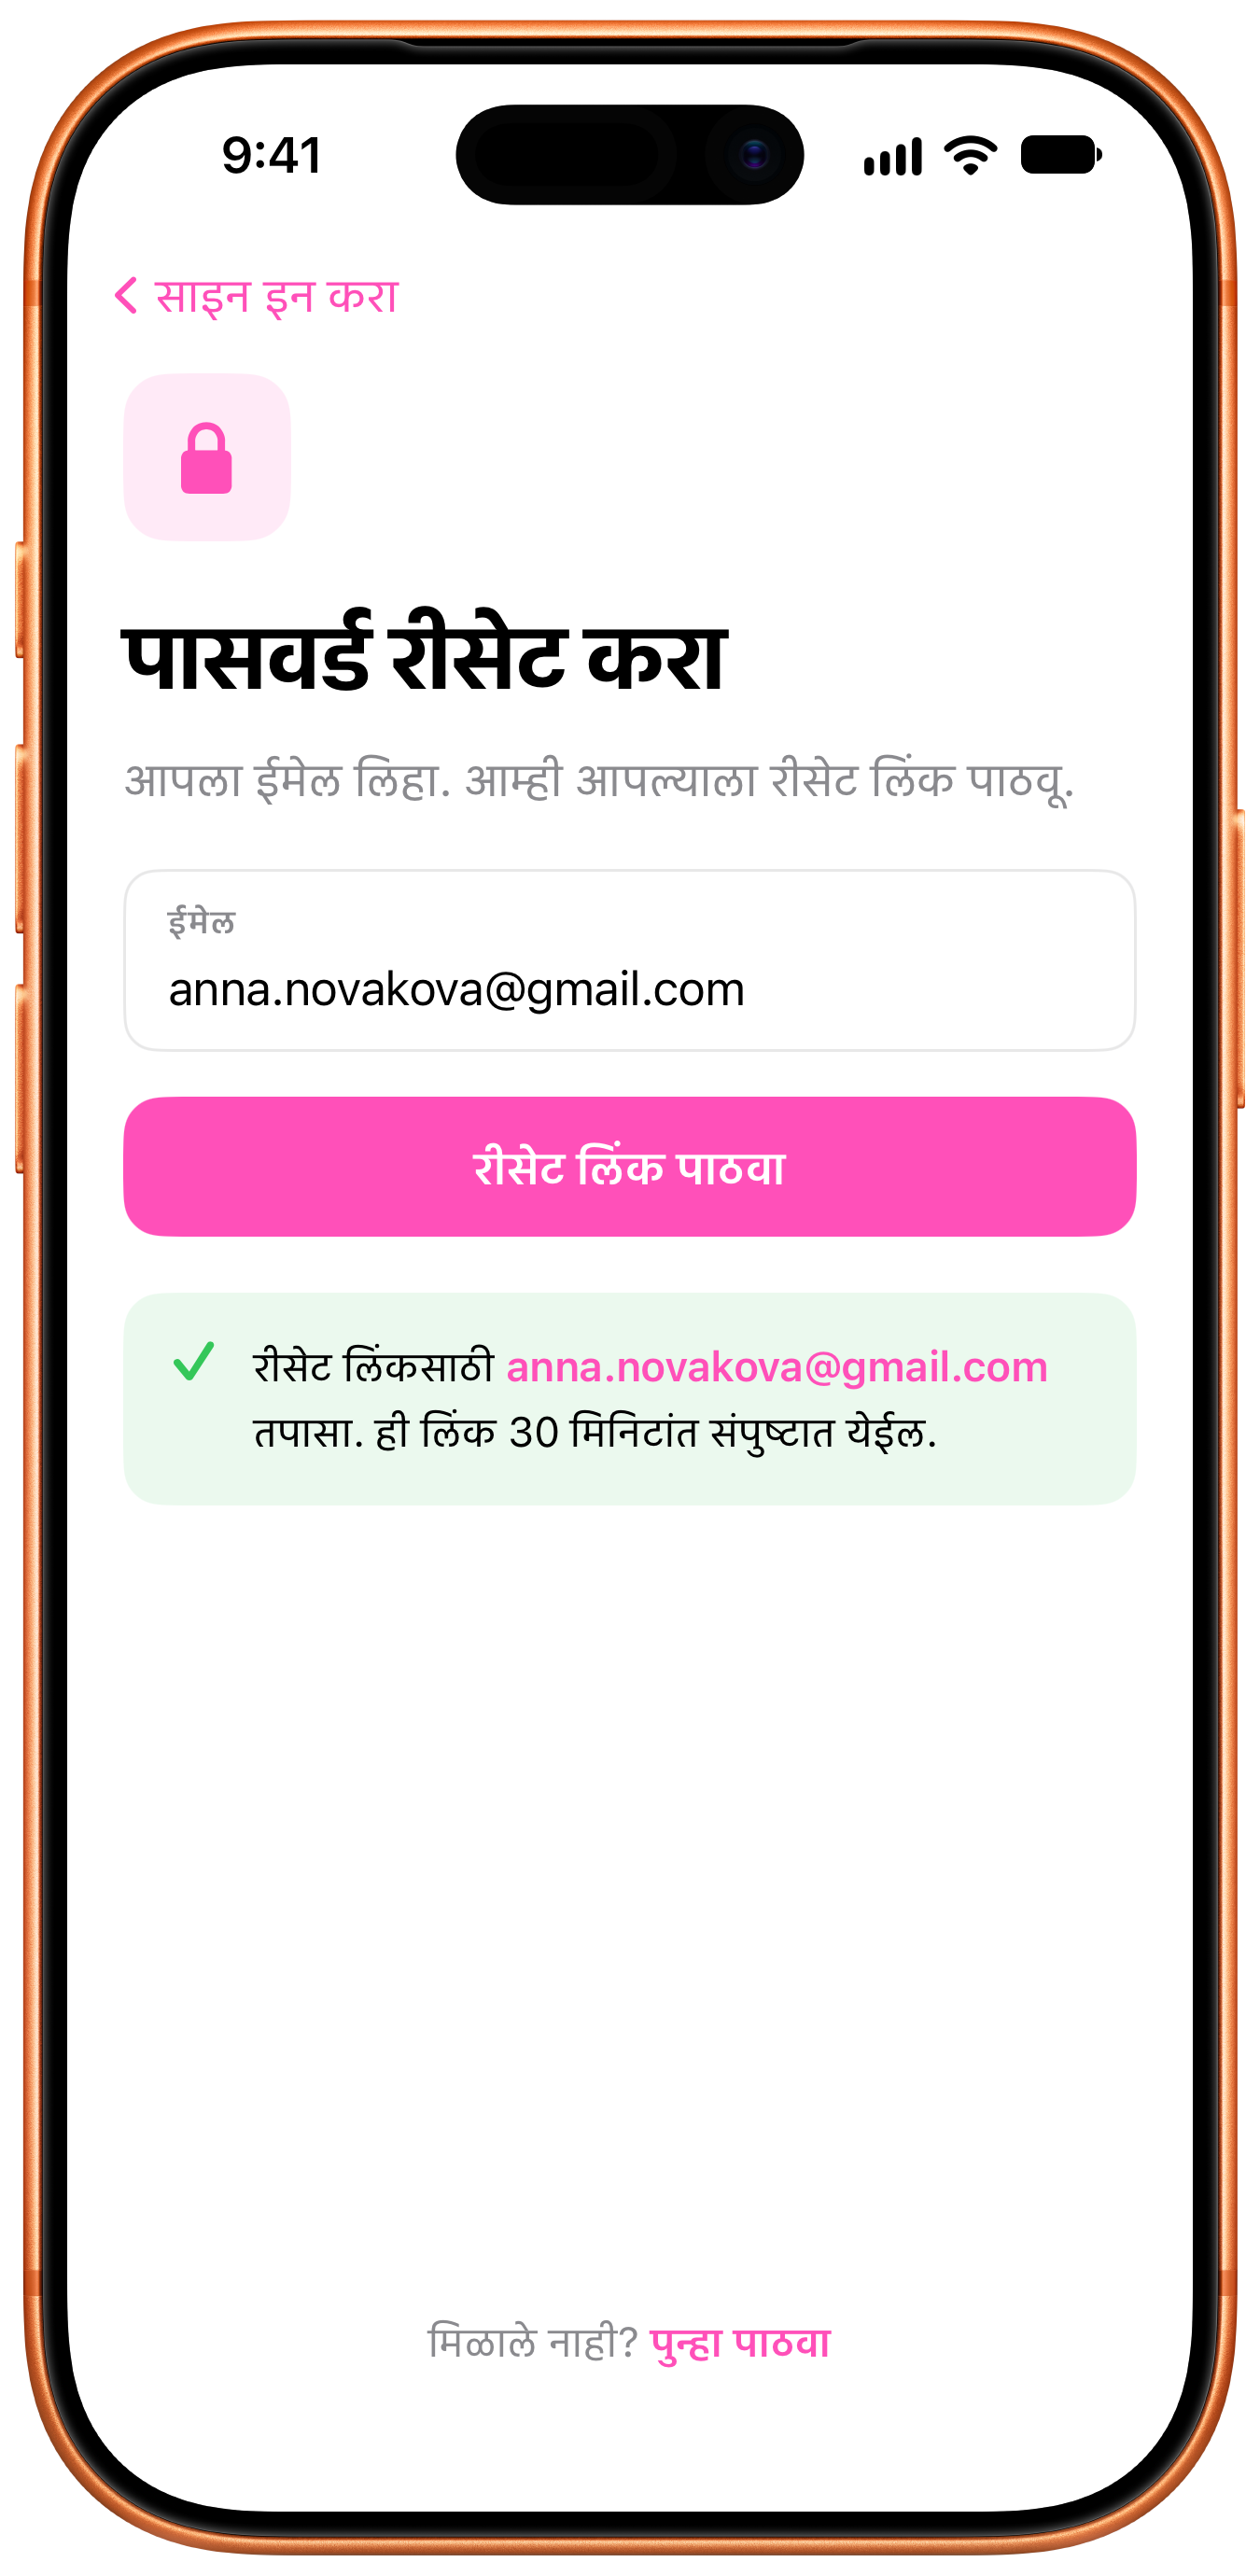 9:41
साइन इन करा
पासवर्ड रीसेट करा
आपला ईमेल लिहा. आम्ही आपल्याला रीसेट लिंक पाठवू.
ईमेल
anna.novakova@gmail.com
रीसेट लिंक पाठवा
रीसेट लिंकसाठी anna.novakova@gmail.com
तपासा. ही लिंक 30 मिनिटांत संपुष्टात येईल.
मिळाले नाही? पुन्हा पाठवा